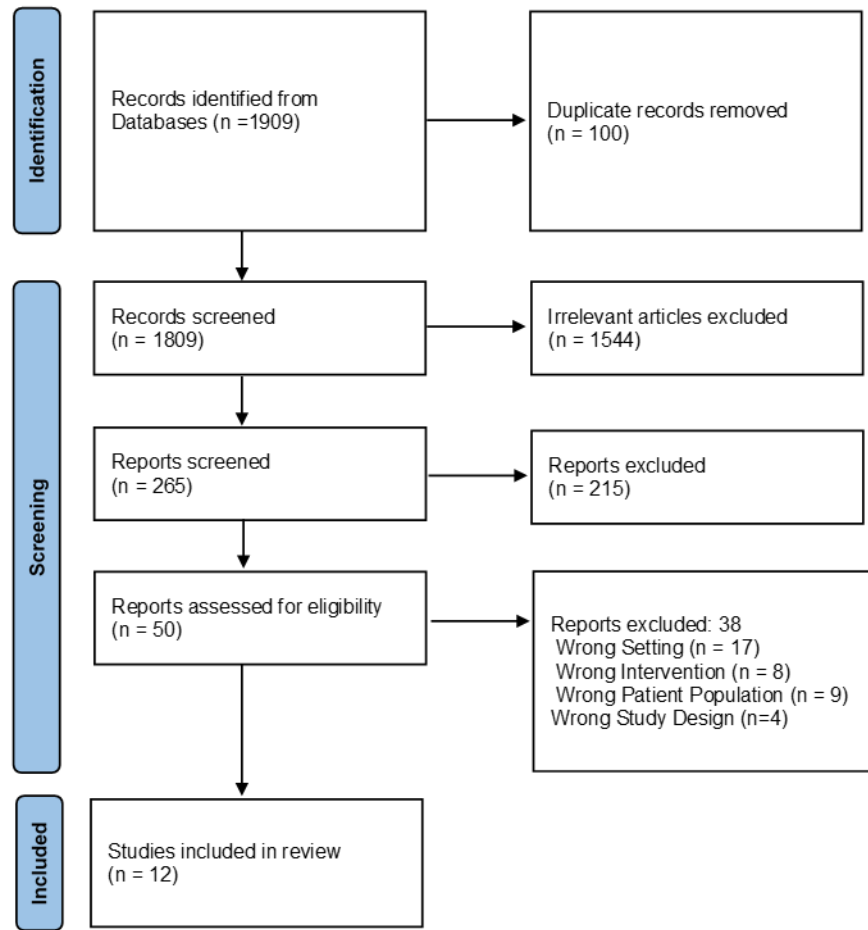 Identification
Records identified from
Databases (n =1909)
Duplicate records removed
(n = 100)
Screening
Records screened
(n = 1809)
Irrelevant articles excluded
(n = 1544)
Reports screened
(n = 265)
Reports excluded
(n = 215)
Reports assessed for eligibility
(n = 50)
Reports excluded: 38
Wrong Setting (n = 17)
Wrong Intervention (n = 8)
Wrong Patient Population (n = 9)
Wrong Study Design (n=4)
Included
Studies included in review
(n = 12)